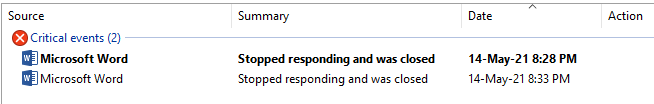 Source Summary Date Action
Critical events (2)
Microsoft Word Stopped responding and was closed 14-May-21 8:28 PM
Microsoft Word Stopped responding and was closed 14-May-21 8:33 PM